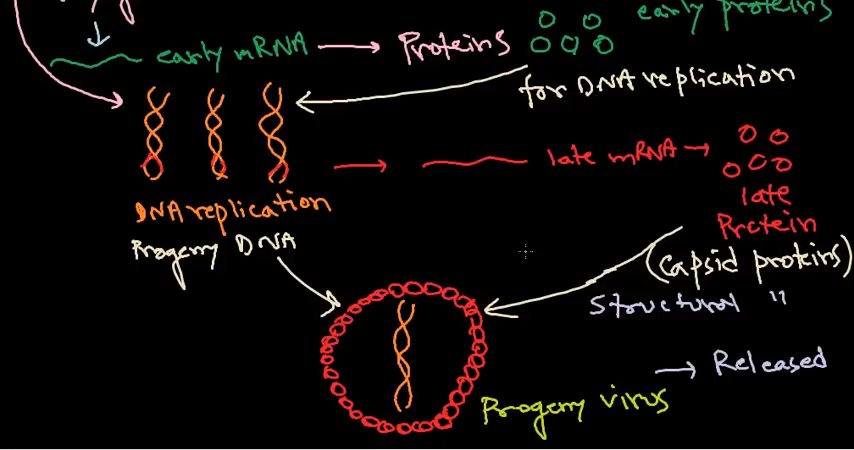 early proteins
early mRNA
Proteins
for DNA replication
late mRNA
late
Protein
DNA replication
Progeny DNA
(capsid proteins)
Structural "
Released
Progeny virus